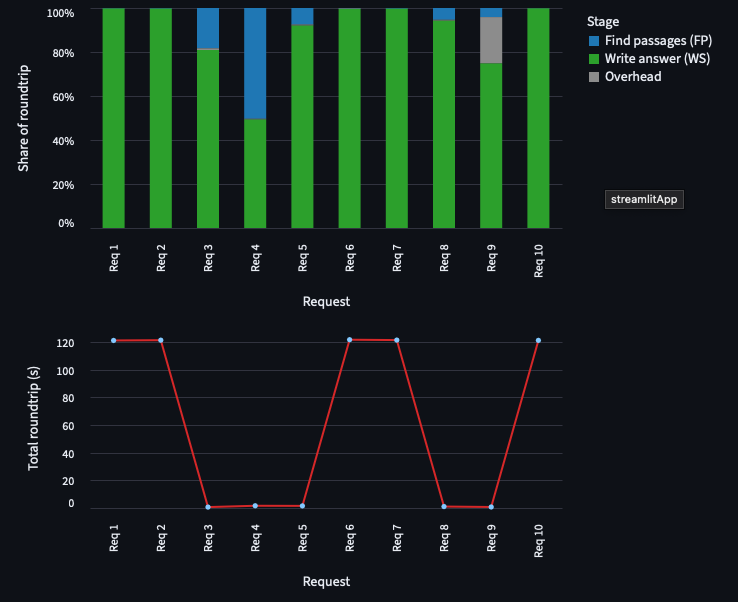 Stage
Find passages (FP)
Write answer (WS)
Overhead
streamlitApp
Share of roundtrip
100%
80%
60%
40%
20%
0%
Req 1
Req 2
Req 3
Req 4
Req 5
Req 6
Req 7
Req 8
Req 9
Req 10
Request
Total roundtrip (s)
120
100
80
60
40
20
0
Req 1
Req 2
Req 3
Req 4
Req 5
Req 6
Req 7
Req 8
Req 9
Req 10
Request